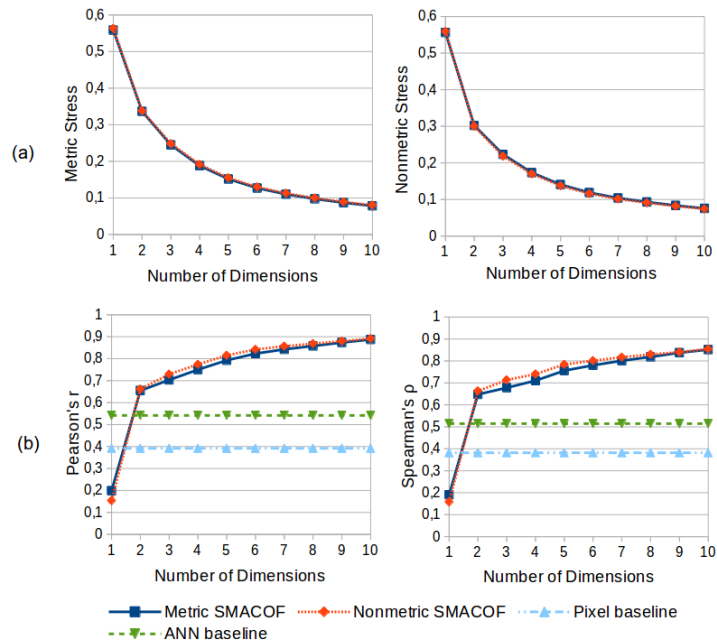 (a)
Metric Stress
0,6
0,5
0,4
0,3
0,2
0,1
0
1 2 3 4 5 6 7 8 9 10
Number of Dimensions
Nonmetric Stress
0,6
0,5
0,4
0,3
0,2
0,1
0
1 2 3 4 5 6 7 8 9 10
Number of Dimensions
(b)
Pearson's r
1
0,9
0,8
0,7
0,6
0,5
0,4
0,3
0,2
0,1
0
1 2 3 4 5 6 7 8 9 10
Number of Dimensions
Spearman's ρ
1
0,9
0,8
0,7
0,6
0,5
0,4
0,3
0,2
0,1
0
1 2 3 4 5 6 7 8 9 10
Number of Dimensions
Metric SMACOF Nonmetric SMACOF Pixel baseline
ANN baseline